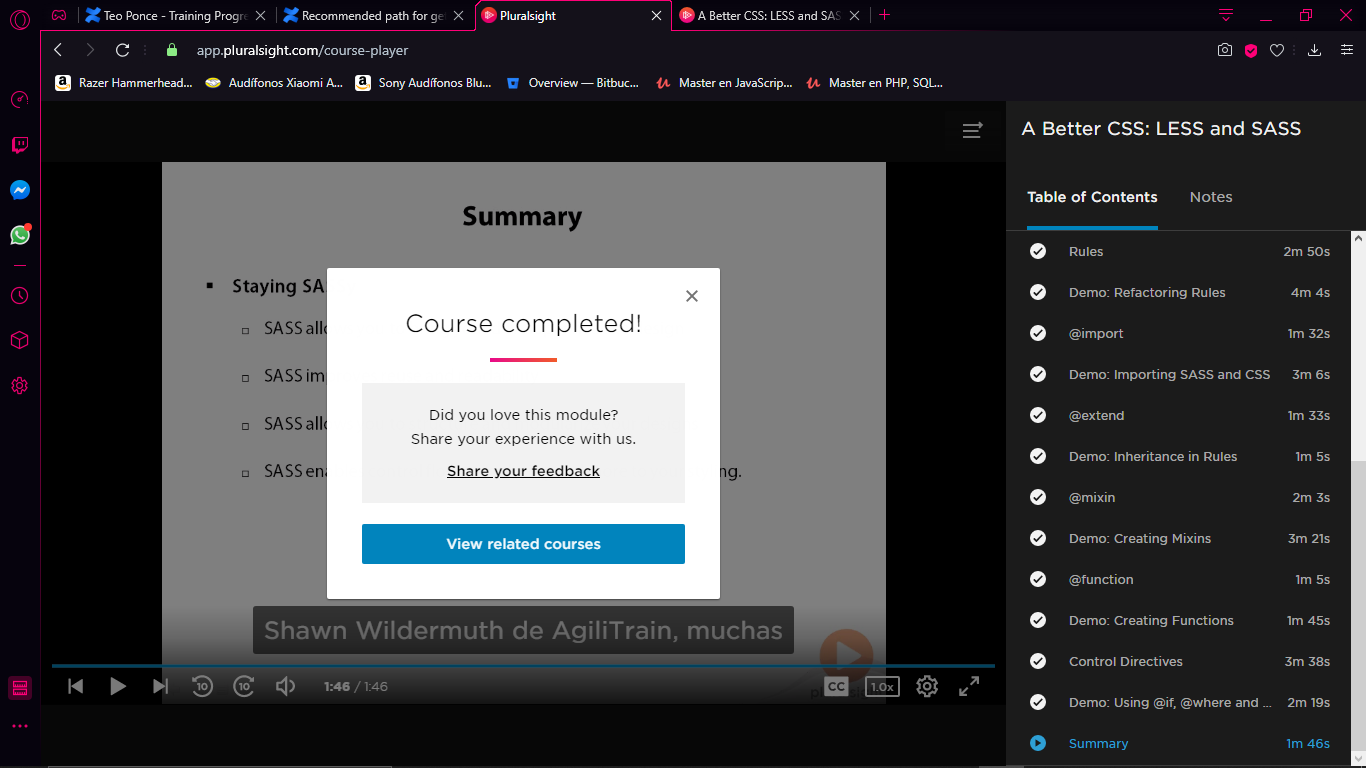 Teo Ponce - Training Progre
Recommended path for ge
Pluralsight
A Better CSS: LESS and SAS
app.pluralsight.com/course-player
Razer Hammerhead...
Audífonos Xiaomi A...
Sony Audífonos Blu...
Overview — Bitbuc...
Master en JavaScrip...
Master en PHP, SQL...
Summary
Staying SA
SASS allo
SASS im
SASS allo
SASS ena
ng.
Course completed!
Did you love this module?
Share your experience with us.
Share your feedback
View related courses
Shawn Wildermuth de AgiliTrain, muchas
10
10
1:46 / 1:46
CC
1.0x
A Better CSS: LESS and SASS
Table of Contents
Notes
Rules 2m 50s
Demo: Refactoring Rules 4m 4s
@import 1m 32s
Demo: Importing SASS and CSS 3m 6s
@extend 1m 33s
Demo: Inheritance in Rules 1m 5s
@mixin 2m 3s
Demo: Creating Mixins 3m 21s
@function 1m 5s
Demo: Creating Functions 1m 45s
Control Directives 3m 38s
Demo: Using @if, @where and ... 2m 19s
Summary 1m 46s